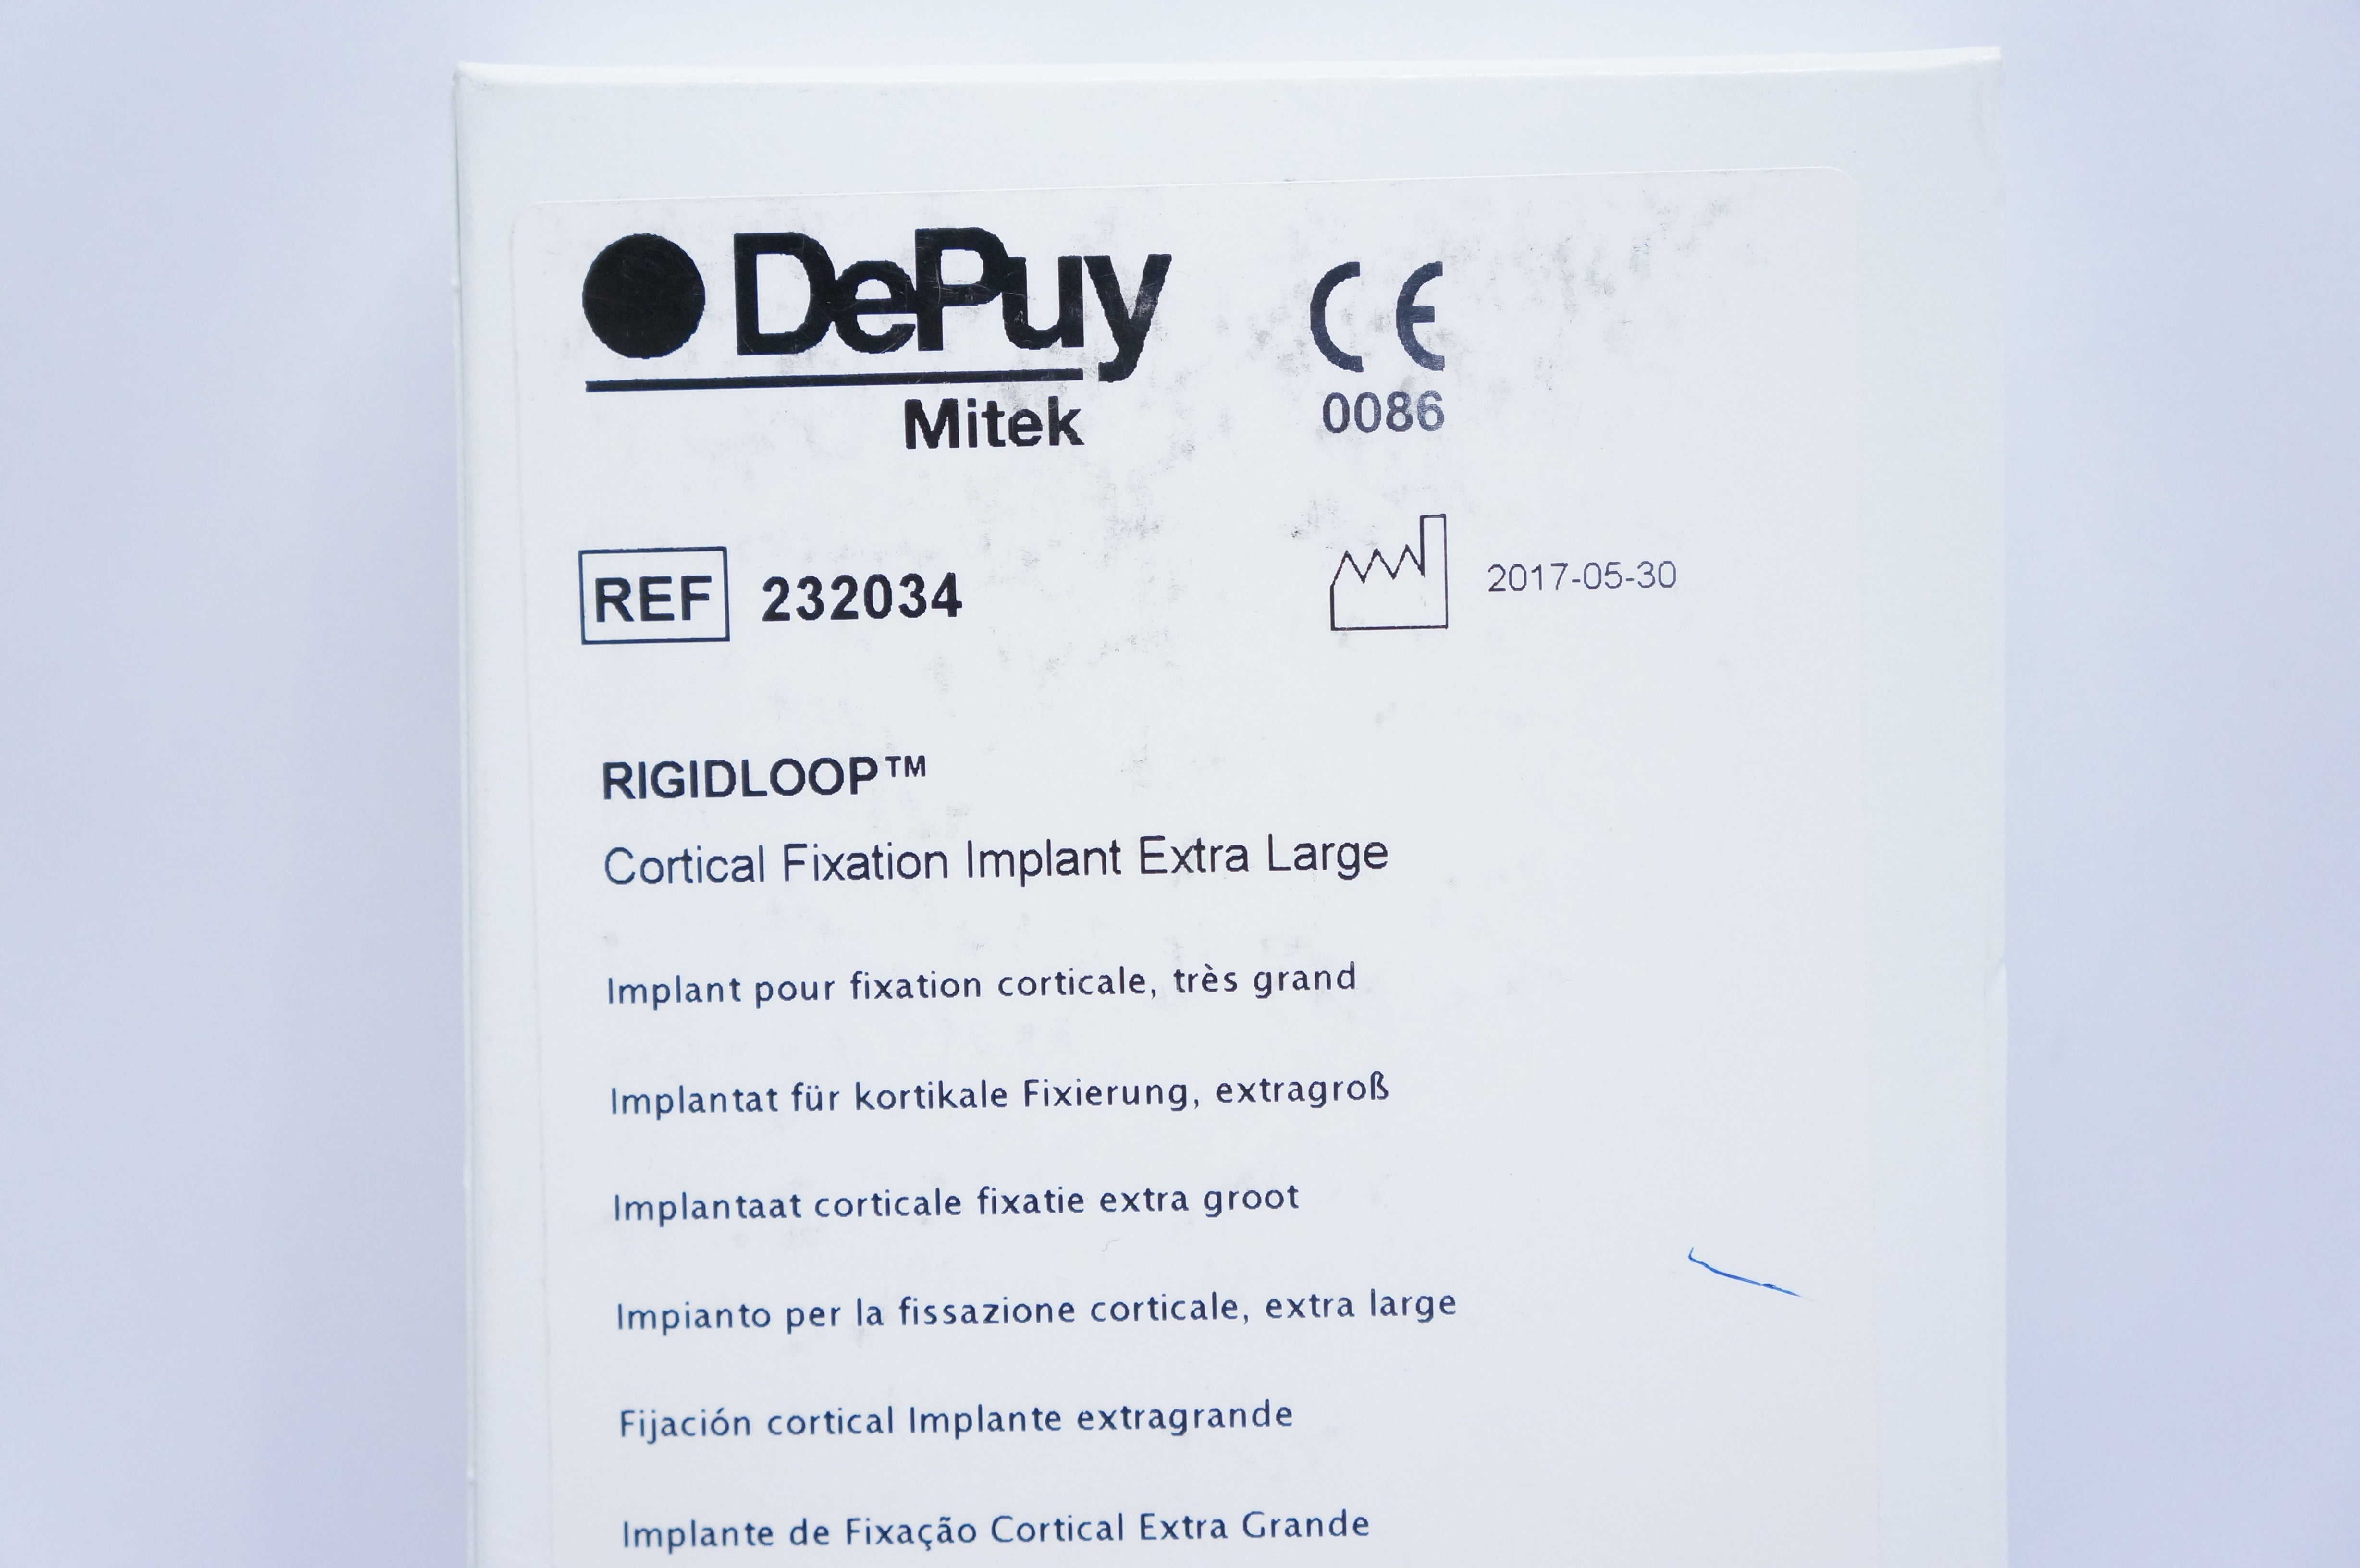 DePuy
Mitek
CE
0086
REF 232034
2017-05-30
RIGIDLOOP™
Cortical Fixation Implant Extra Large
Implant pour fixation corticale, très grand
Implantat für kortikale Fixierung, extragroß
Implantaat corticale fixatie extra groot
Impianto per la fissazione corticale, extra large
Fijación cortical Implante extragrande
Implante de Fixação Cortical Extra Grande